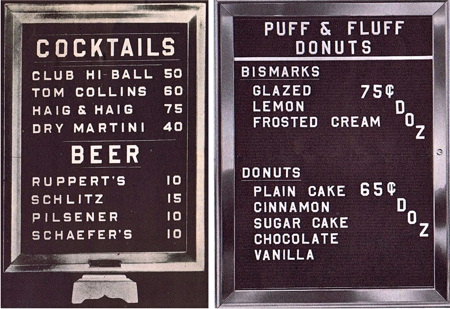 COCKTAILS
CLUB HI-BALL 50
TOM COLLINS 60
HAIG & HAIG 75
DRY MARTINI 40
BEER
RUPPERT'S 10
SCHLITZ 15
PILSENER 10
SCHAEFER'S 10
PUFF & FLUFF
DONUTS
BISMARKS
GLAZED 75¢
LEMON DOZ
FROSTED CREAM
DONUTS
PLAIN CAKE 65¢
CINNAMON DOZ
SUGAR CAKE
CHOCOLATE
VANILLA